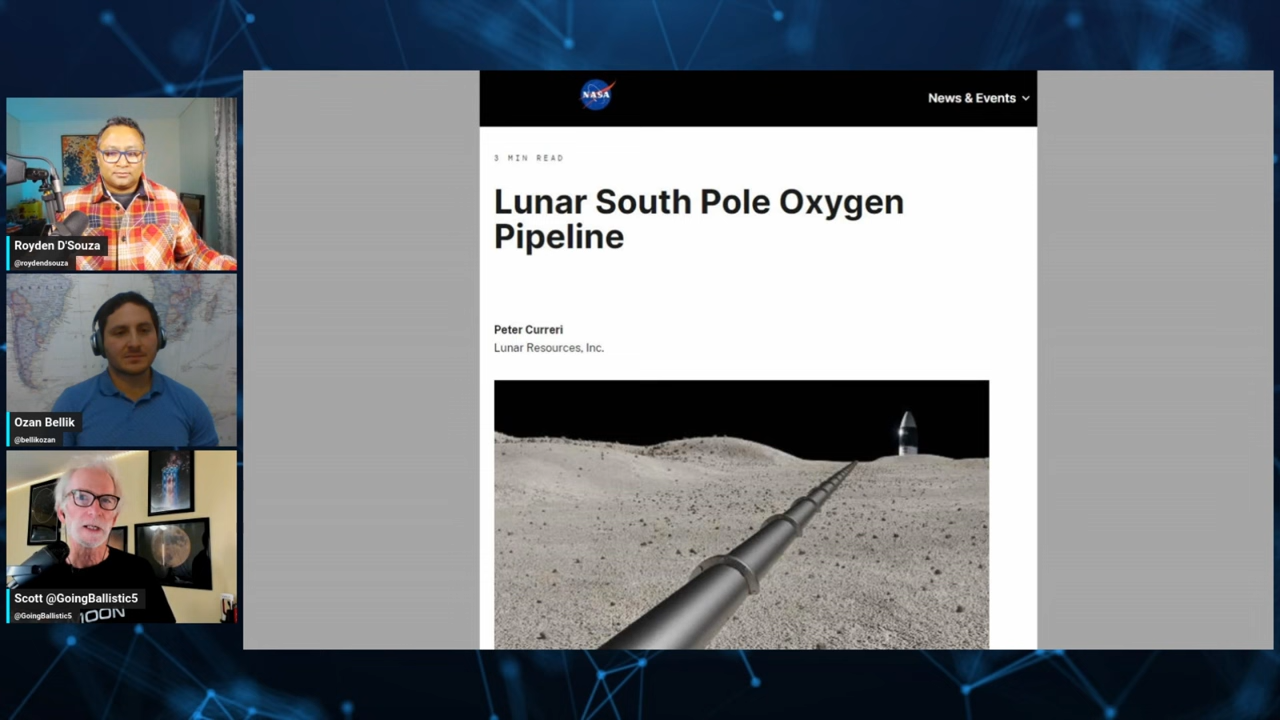 NASA
News & Events
3 MIN READ
Lunar South Pole Oxygen
Pipeline
Peter Curreri
Lunar Resources, Inc.
Royden D'Souza
@roydendsouza
Ozan Bellik
@bellikozan
Scott @GoingBallistic5
@GoingBallistic5
MOON